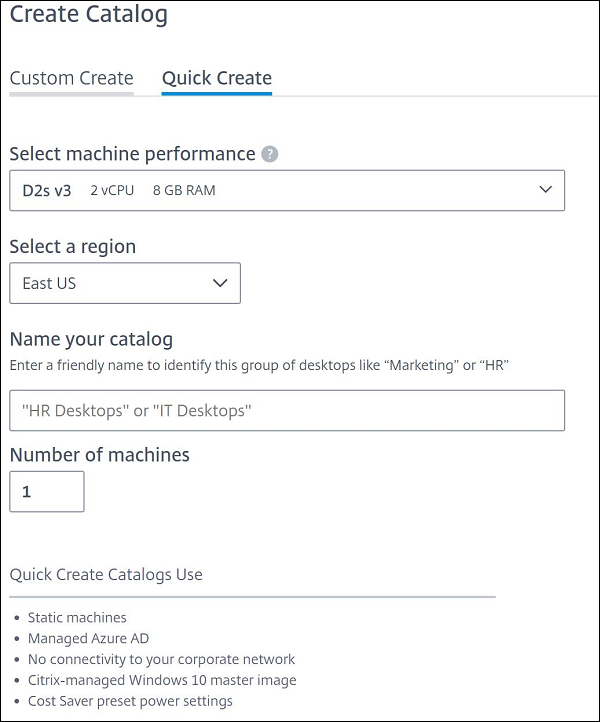 Create Catalog
Custom Create Quick Create
Select machine performance ?
D2s v3 2 vCPU 8 GB RAM
Select a region
East US
Name your catalog
Enter a friendly name to identify this group of desktops like “Marketing” or “HR”
"HR Desktops" or "IT Desktops"
Number of machines
1
Quick Create Catalogs Use
• Static machines
• Managed Azure AD
• No connectivity to your corporate network
• Citrix-managed Windows 10 master image
• Cost Saver preset power settings